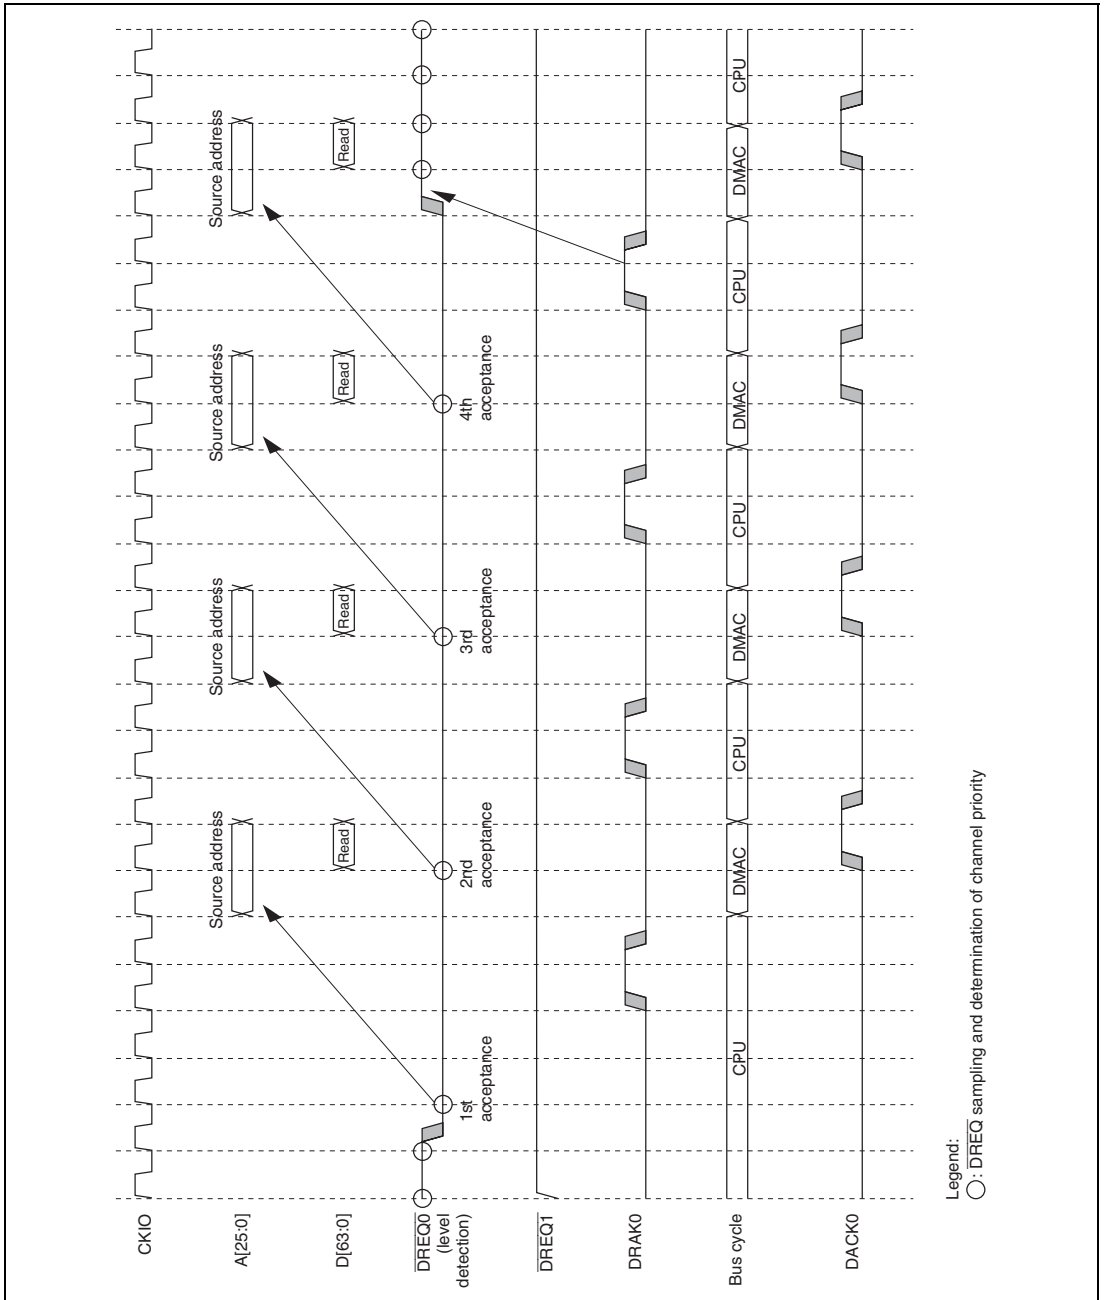 CKIO
A[25:0]
Source address
Source address
Source address
Source address
D[63:0]
Read
Read
Read
Read
DREQ0
(level
detection)
1st
acceptance
2nd
acceptance
3rd
acceptance
4th
acceptance
DREQ1
DRAK0
Bus cycle
CPU
DMAC
CPU
DMAC
CPU
DMAC
CPU
DMAC
CPU
DACK0
Legend:
○: DREQ sampling and determination of channel priority